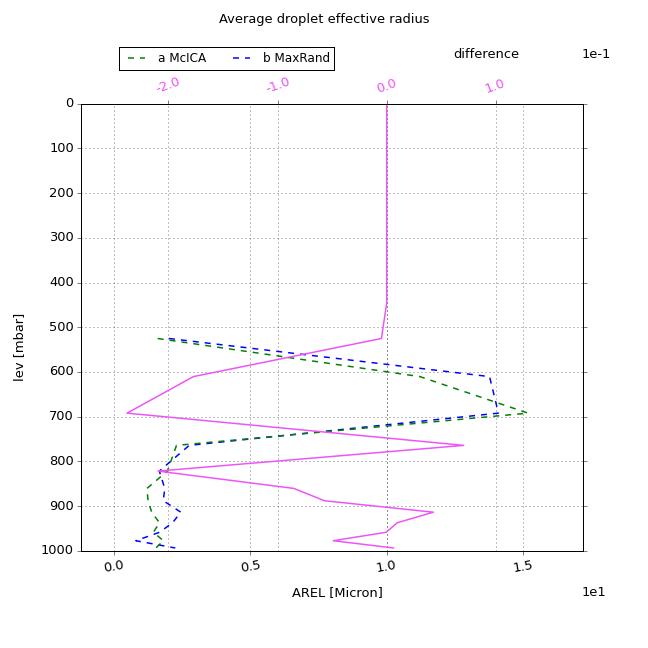 Average droplet effective radius
a McICA b MaxRand
difference 1e-1
-2.0 -1.0 0.0 1.0
0
100
200
300
400
500
600
700
800
900
1000
lev [mbar]
0.0 0.5 1.0 1.5
AREL [Micron] 1e1